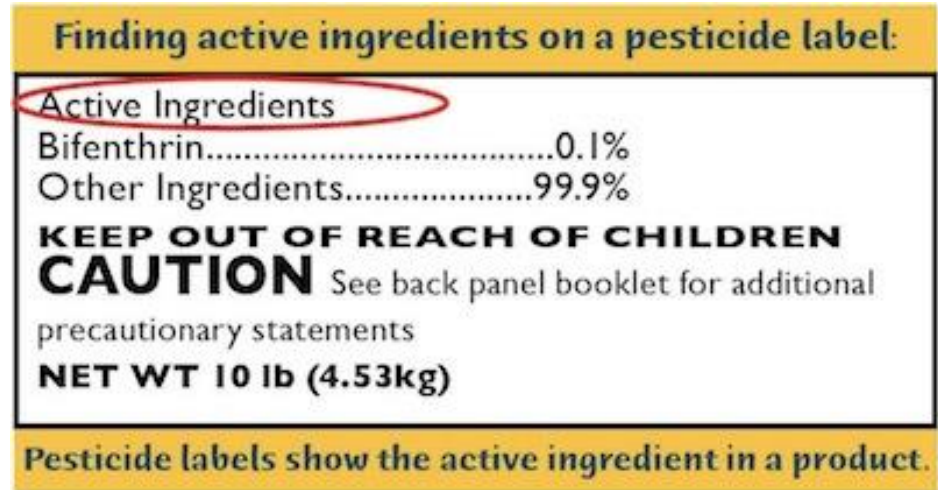 Finding active ingredients on a pesticide label:
Active Ingredients
Bifenthrin.....................................0.1%
Other Ingredients....................99.9%
KEEP OUT OF REACH OF CHILDREN
CAUTION See back panel booklet for additional
precautionary statements
NET WT 10 lb (4.53kg)
Pesticide labels show the active ingredient in a product.